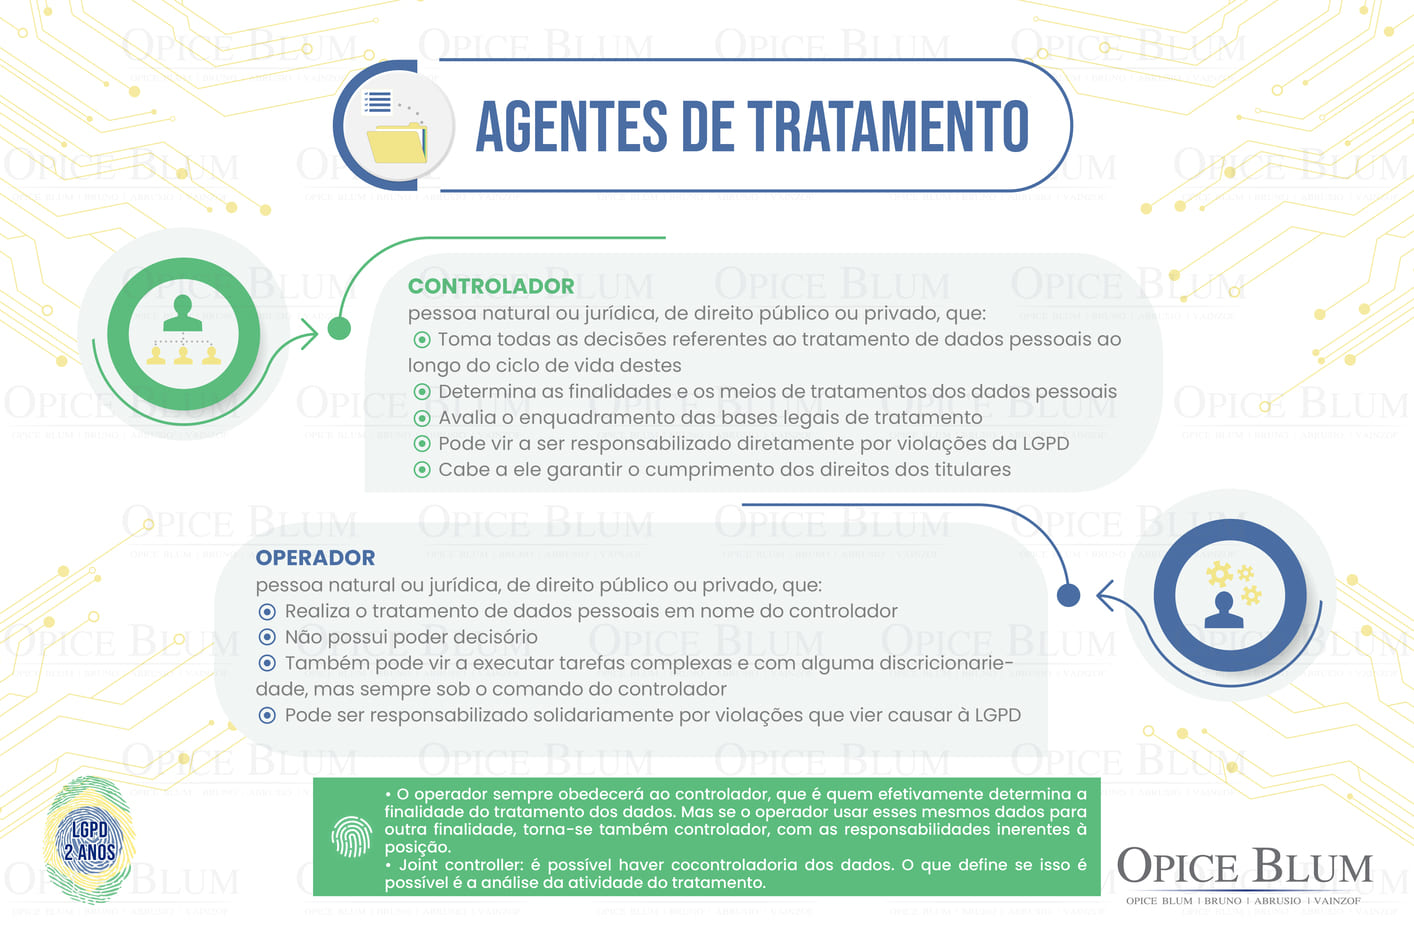 AGENTES DE TRATAMENTO
CONTROLADOR
pessoa natural ou jurídica, de direito público ou privado, que:
Toma todas as decisões referentes ao tratamento de dados pessoais ao
longo do ciclo de vida destes
Determina as finalidades e os meios de tratamentos dos dados pessoais
Avalia o enquadramento das bases legais de tratamento
Pode vir a ser responsabilizado diretamente por violações da LGPD
Cabe a ele garantir o cumprimento dos direitos dos titulares
OPERADOR
pessoa natural ou jurídica, de direito público ou privado, que:
Realiza o tratamento de dados pessoais em nome do controlador
Não possui poder decisório
Também pode vir a executar tarefas complexas e com alguma discricionarie-
dade, mas sempre sob o comando do controlador
Pode ser responsabilizado solidariamente por violações que vier causar à LGPD
• O operador sempre obedecerá ao controlador, que é quem efetivamente determina a
finalidade do tratamento dos dados. Mas se o operador usar esses mesmos dados para
outra finalidade, torna-se também controlador, com as responsabilidades inerentes à
posição.
• Joint controller: é possível haver cocontroladoria dos dados. O que define se isso é
possível é a análise da atividade do tratamento.
LGPD
2 ANOS
OPICE BLUM
OPICE BLUM | BRUNO | ABRUSIO | VAINZOF